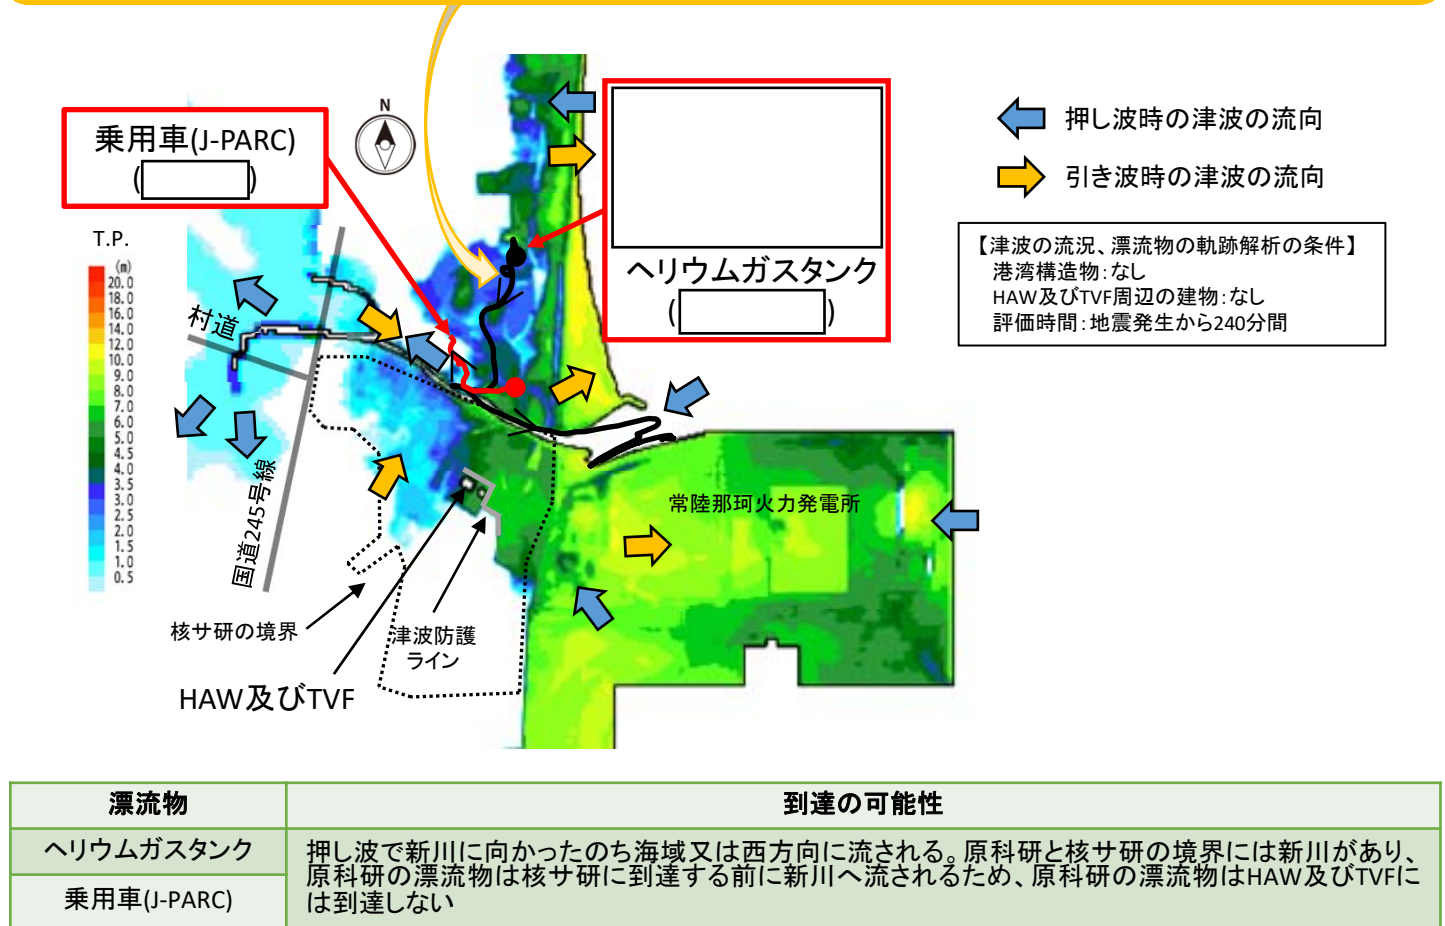 乗用車(J-PARC)
( )
N
ヘリウムガスタンク
( )
押し波時の津波の流向
引き波時の津波の流向
【津波の流況、漂流物の軌跡解析の条件】
港湾構造物：なし
HAW及びTVF周辺の建物：なし
評価時間：地震発生から240分間
T.P.
(m)
20.0
18.0
16.0
14.0
12.0
10.0
9.0
8.0
7.0
6.0
5.0
4.0
3.5
3.0
2.5
2.0
1.5
1.0
0.5
村道
国道245号線
常陸那珂火力発電所
核サ研の境界
津波防護
ライン
HAW及びTVF
漂流物
到達の可能性
ヘリウムガスタンク
乗用車(J-PARC)
押し波で新川に向かったのち海域又は西方向に流される。原科研と核サ研の境界には新川があり、
原科研の漂流物は核サ研に到達する前に新川へ流されるため、原科研の漂流物はHAW及びTVFに
は到達しない